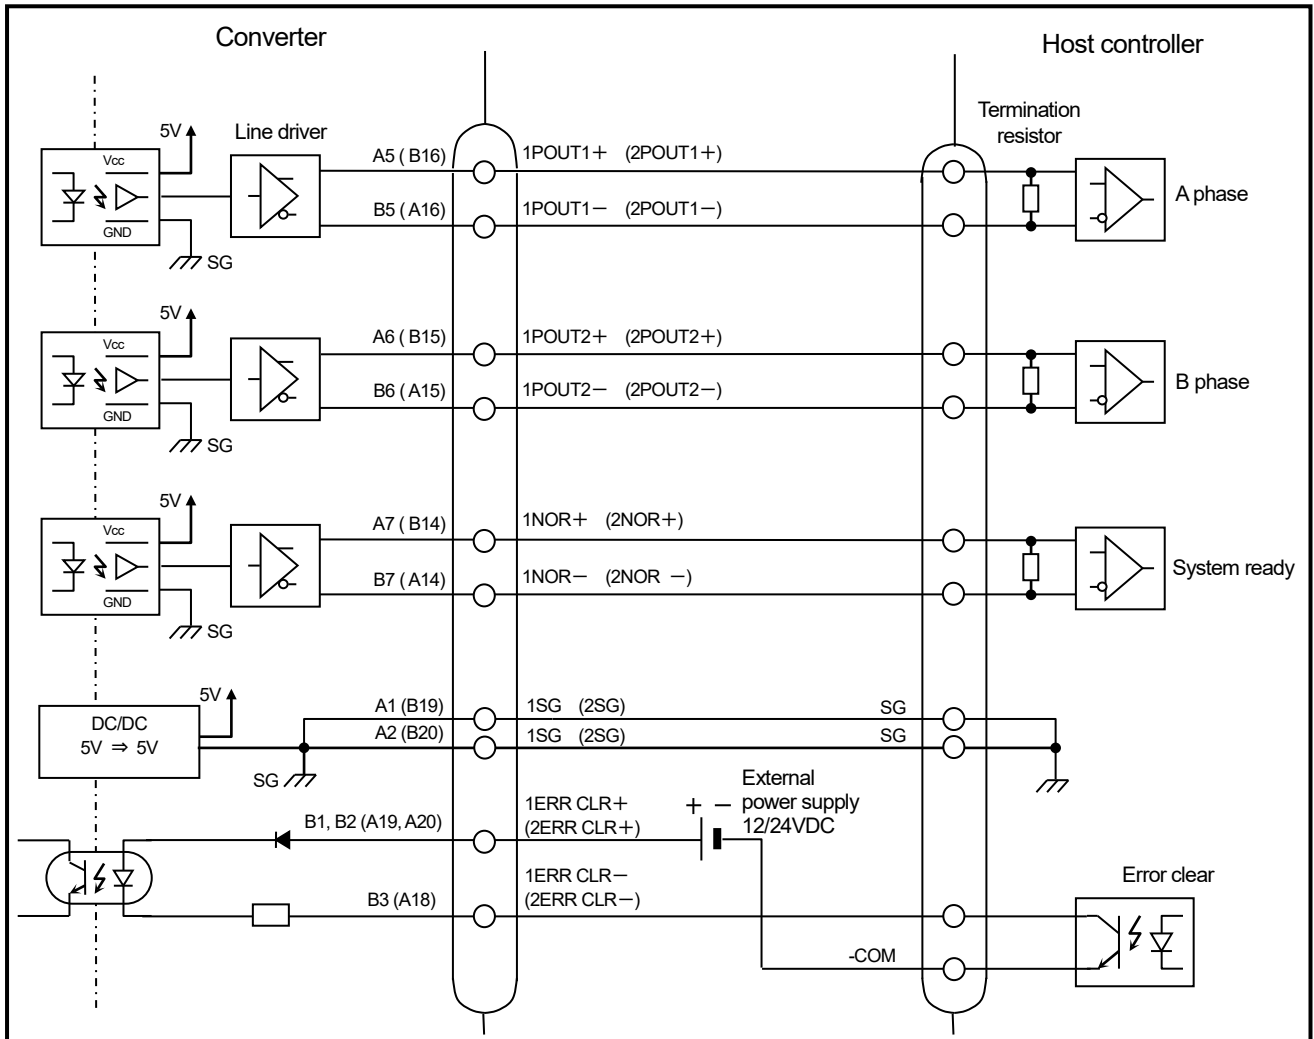 Converter
Host controller
Termination
resistor
5V
Line driver
Vcc
GND
SG
A5 ( B16)
1POUT1+ (2POUT1+)
B5 (A16)
1POUT1− (2POUT1−)
A phase
5V
Vcc
GND
SG
A6 ( B15)
1POUT2+ (2POUT2+)
B6 ( A15)
1POUT2− (2POUT2−)
B phase
5V
Vcc
GND
SG
A7 ( B14)
1NOR+ (2NOR+)
B7 ( A14)
1NOR− (2NOR −)
System ready
5V
DC/DC
5V ⇒ 5V
SG
A1 (B19)
1SG (2SG)
SG
A2 (B20)
1SG (2SG)
SG
External
power supply
12/24VDC
+ −
B1, B2 (A19, A20)
1ERR CLR+
(2ERR CLR+)
B3 (A18)
1ERR CLR−
(2ERR CLR−)
-COM
Error clear